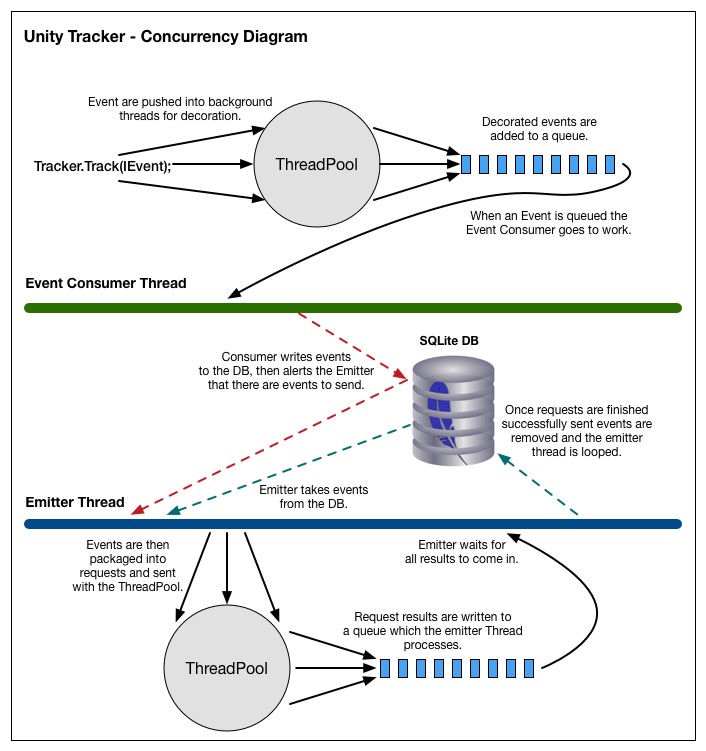 Unity Tracker - Concurrency Diagram
Event are pushed into background
threads for decoration.
Tracker.Track(IEvent);
ThreadPool
Decorated events are
added to a queue.
When an Event is queued the
Event Consumer goes to work.
Event Consumer Thread
SQLite DB
Consumer writes events
to the DB, then alerts the Emitter
that there are events to send.
Once requests are finished
successfully sent events are
removed and the emitter
thread is looped.
Emitter takes events
from the DB.
Emitter Thread
Events are then
packaged into
requests and sent
with the ThreadPool.
Emitter waits for
all results to come in.
ThreadPool
Request results are written to
a queue which the emitter Thread
processes.